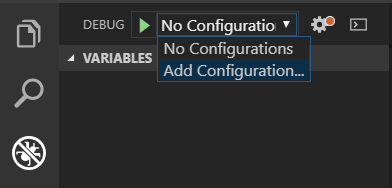 DEBUG No Configuratio
No Configurations
Add Configuration...
VARIABLES